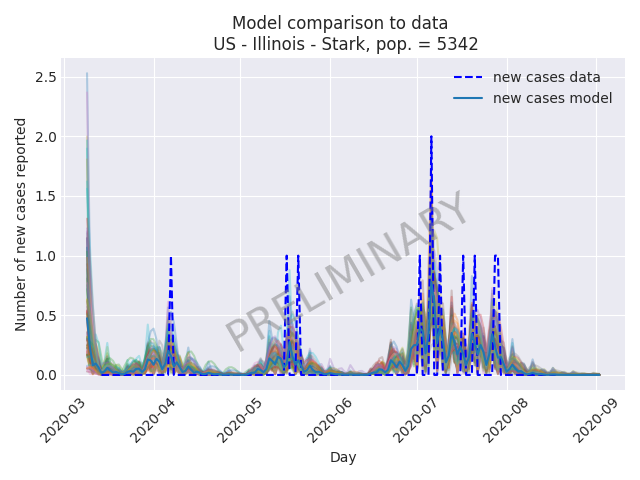 Model comparison to data
US - Illinois - Stark, pop. = 5342
new cases data
new cases model
Number of new cases reported
2.5
2.0
1.5
1.0
0.5
0.0
PRELIMINARY
2020-03
2020-04
2020-05
2020-06
2020-07
2020-08
2020-09
Day